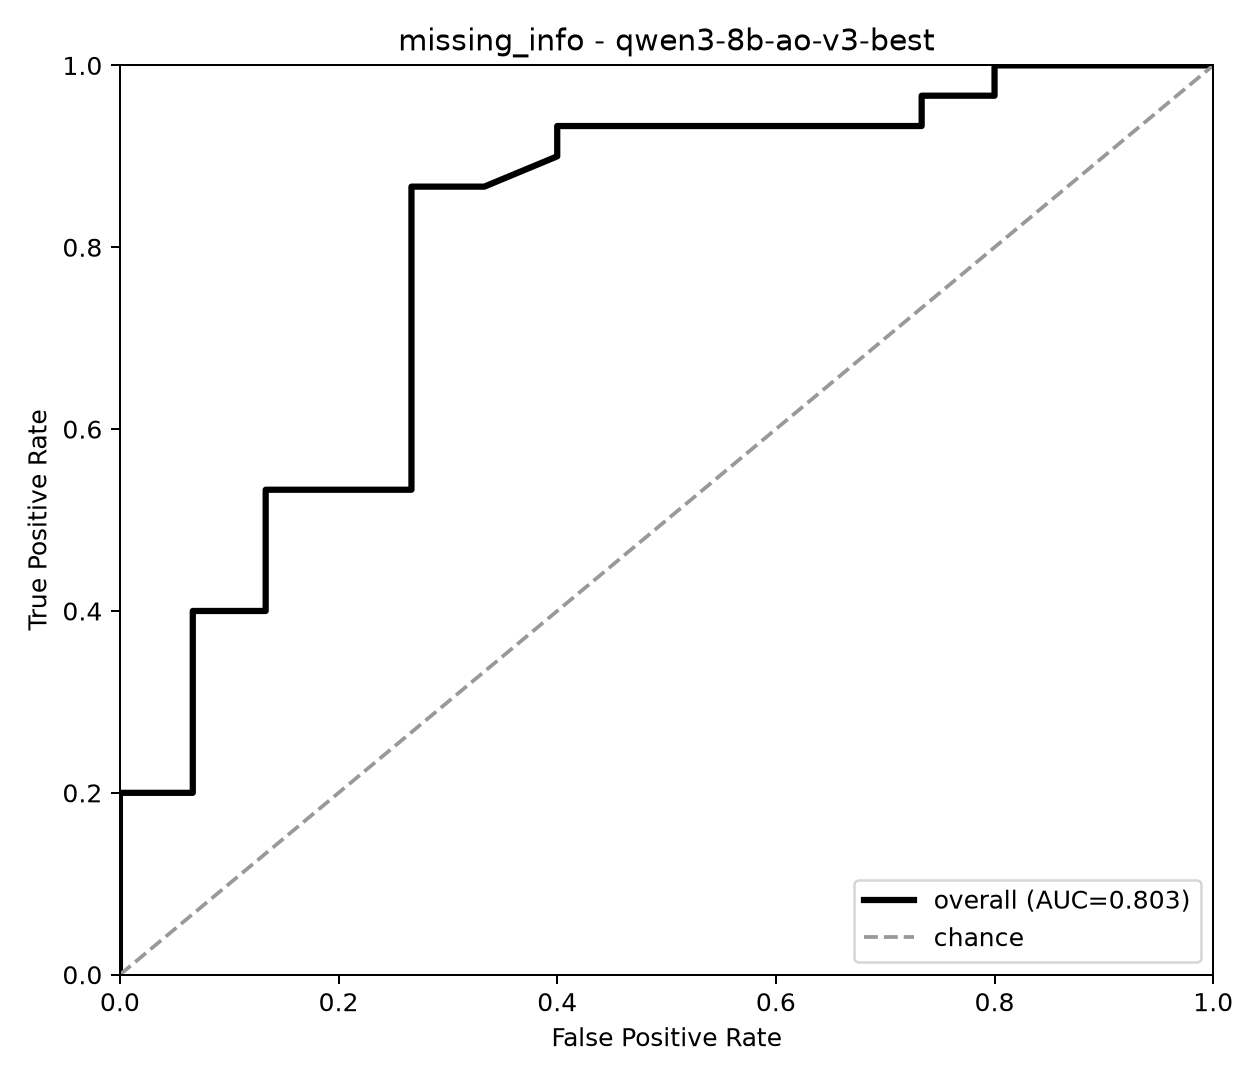 missing_info - qwen3-8b-ao-v3-best
1.0
0.8
0.6
0.4
0.2
0.0
True Positive Rate
overall (AUC=0.803)
chance
0.0 0.2 0.4 0.6 0.8 1.0
False Positive Rate